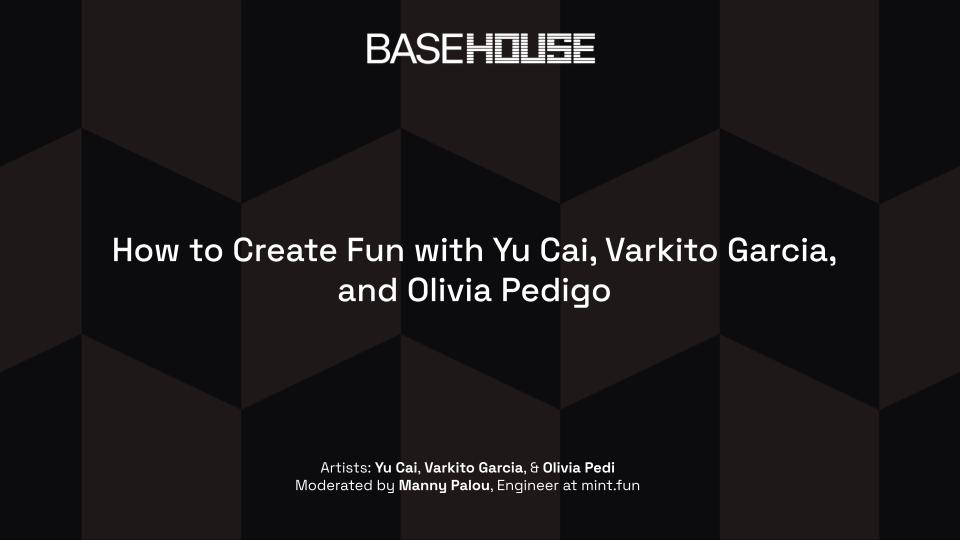 BASEHOUSE
How to Create Fun with Yu Cai, Varkito Garcia,
and Olivia Pedigo
Artists: Yu Cai, Varkito Garcia, & Olivia Pedi
Moderated by Manny Palou, Engineer at mint.fun